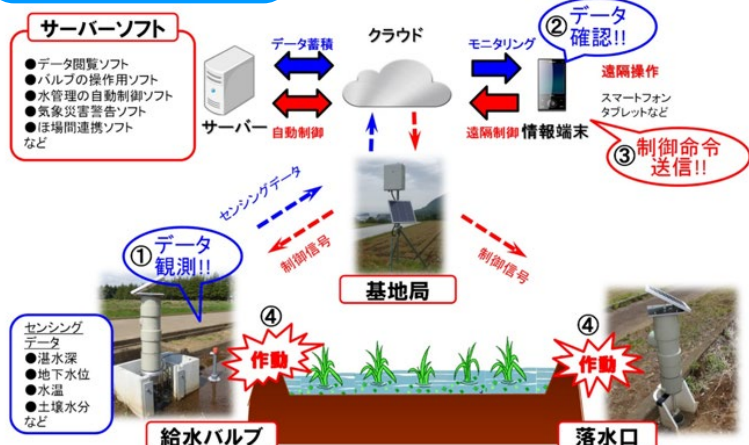 サーバーソフト
●データ閲覧ソフト
●バルブの操作用ソフト
●水管理の自動制御ソフト
●気象災害警告ソフト
●ほ場間連携ソフト
など
サーバー
データ蓄積
自動制御
クラウド
モニタリング
遠隔制御
②データ
確認!!
情報端末
遠隔操作
スマートフォン
タブレットなど
③制御命令
送信!!
センシングデータ
制御信号
制御信号
基地局
①データ
観測!!
センシング
データ
●湛水深
●地下水位
●水温
●土壌水分
など
④
作動
④
作動
給水バルブ
落水口